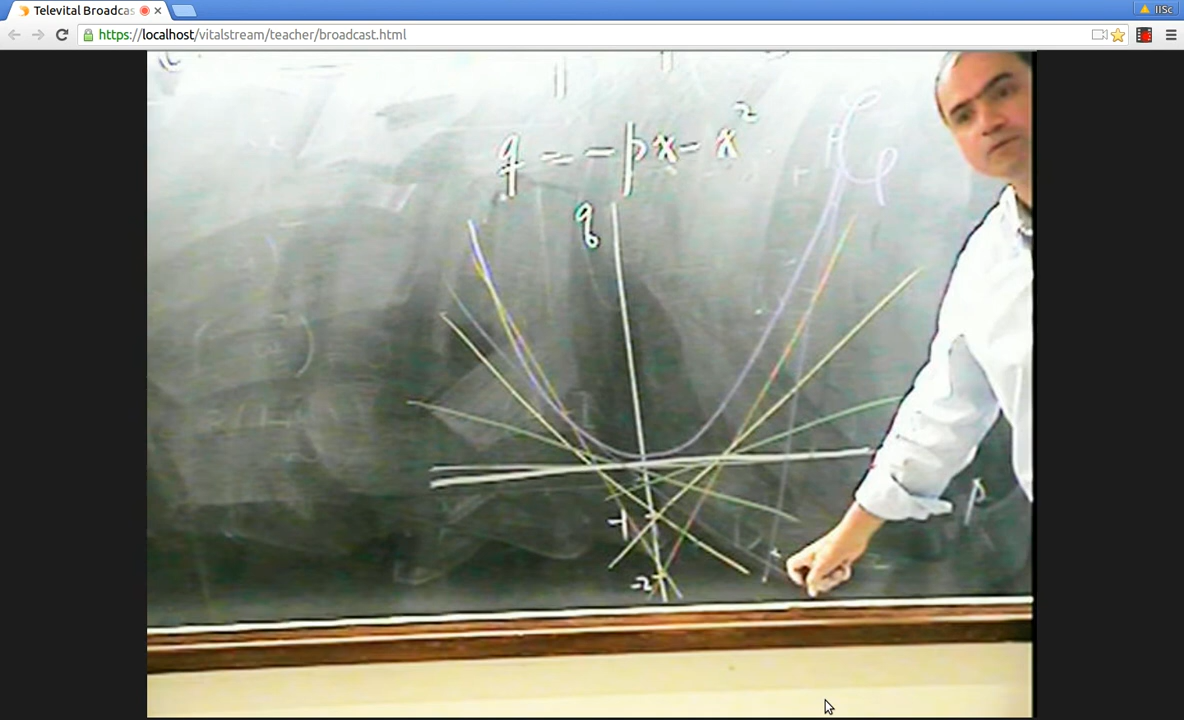 Televital Broadcas
IISc
https://localhost/vitalstream/teacher/broadcast.html
q = - px - x²
q
-1
-2
p